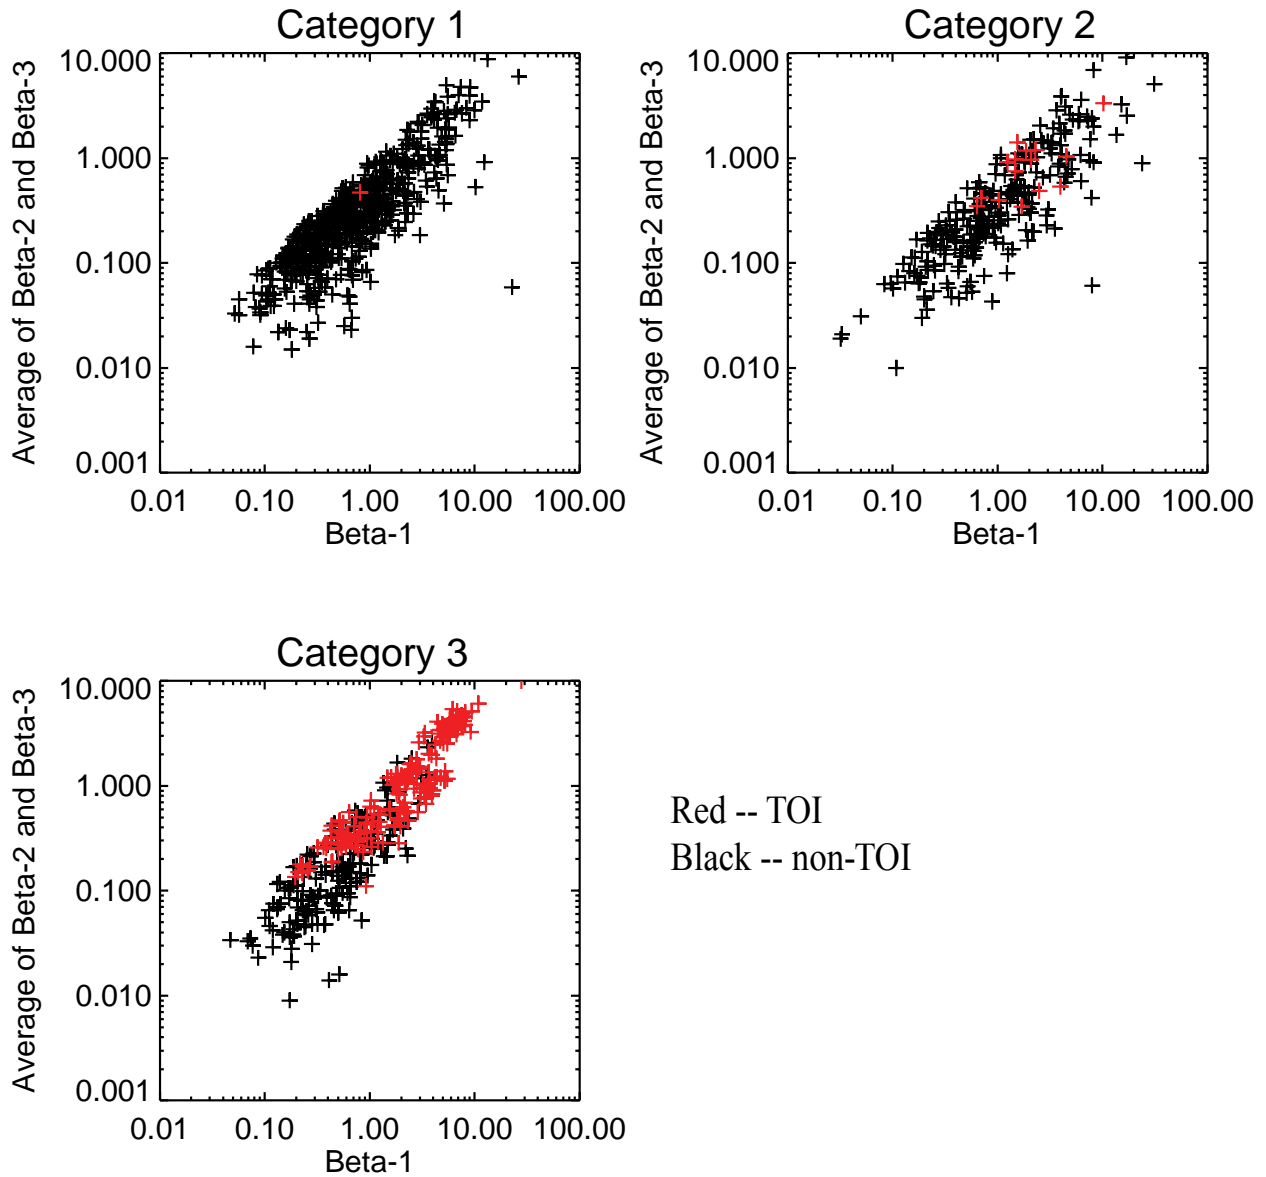 Category 1
Average of Beta-2 and Beta-3
10.000
1.000
0.100
0.010
0.001
0.01 0.10 1.00 10.00 100.00
Beta-1
Category 2
Average of Beta-2 and Beta-3
10.000
1.000
0.100
0.010
0.001
0.01 0.10 1.00 10.00 100.00
Beta-1
Category 3
Average of Beta-2 and Beta-3
10.000
1.000
0.100
0.010
0.001
0.01 0.10 1.00 10.00 100.00
Beta-1
Red -- TOI
Black -- non-TOI